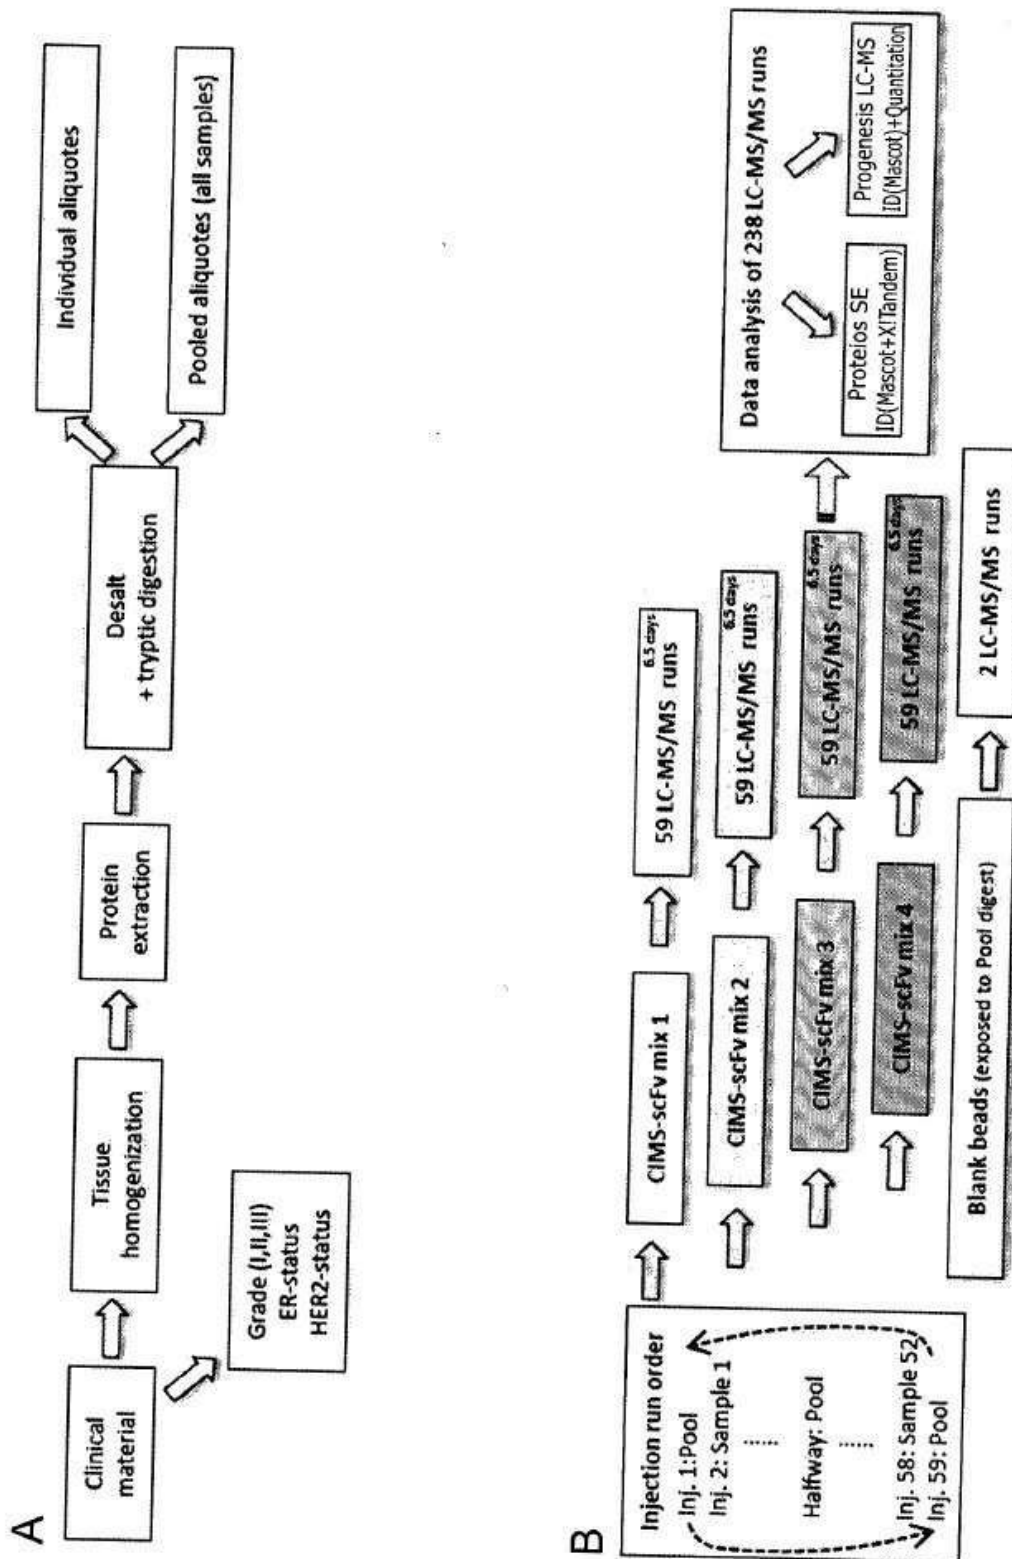 A
Clinical
material
Tissue
homogenization
Protein
extraction
Desalt
+ tryptic digestion
Individual aliquotes
Pooled aliquotes (all samples)
Grade (I,II,III)
ER-status
HER2-status
B
Injection run order
Inj. 1:Pool
Inj. 2: Sample 1
......
Halfway: Pool
......
Inj. 58: Sample 52
Inj. 59: Pool
CIMS-scFv mix 1
6.5 days
59 LC-MS/MS runs
CIMS-scFv mix 2
6.5 days
59 LC-MS/MS runs
CIMS-scFv mix 3
6.5 days
59 LC-MS/MS runs
CIMS-scFv mix 4
6.5 days
59 LC-MS/MS runs
Blank beads (exposed to Pool digest)
2 LC-MS/MS runs
Data analysis of 238 LC-MS/MS runs
Proteios SE
ID(Mascot+X!Tandem)
Progenesis LC-MS
ID(Mascot)+Quantitation